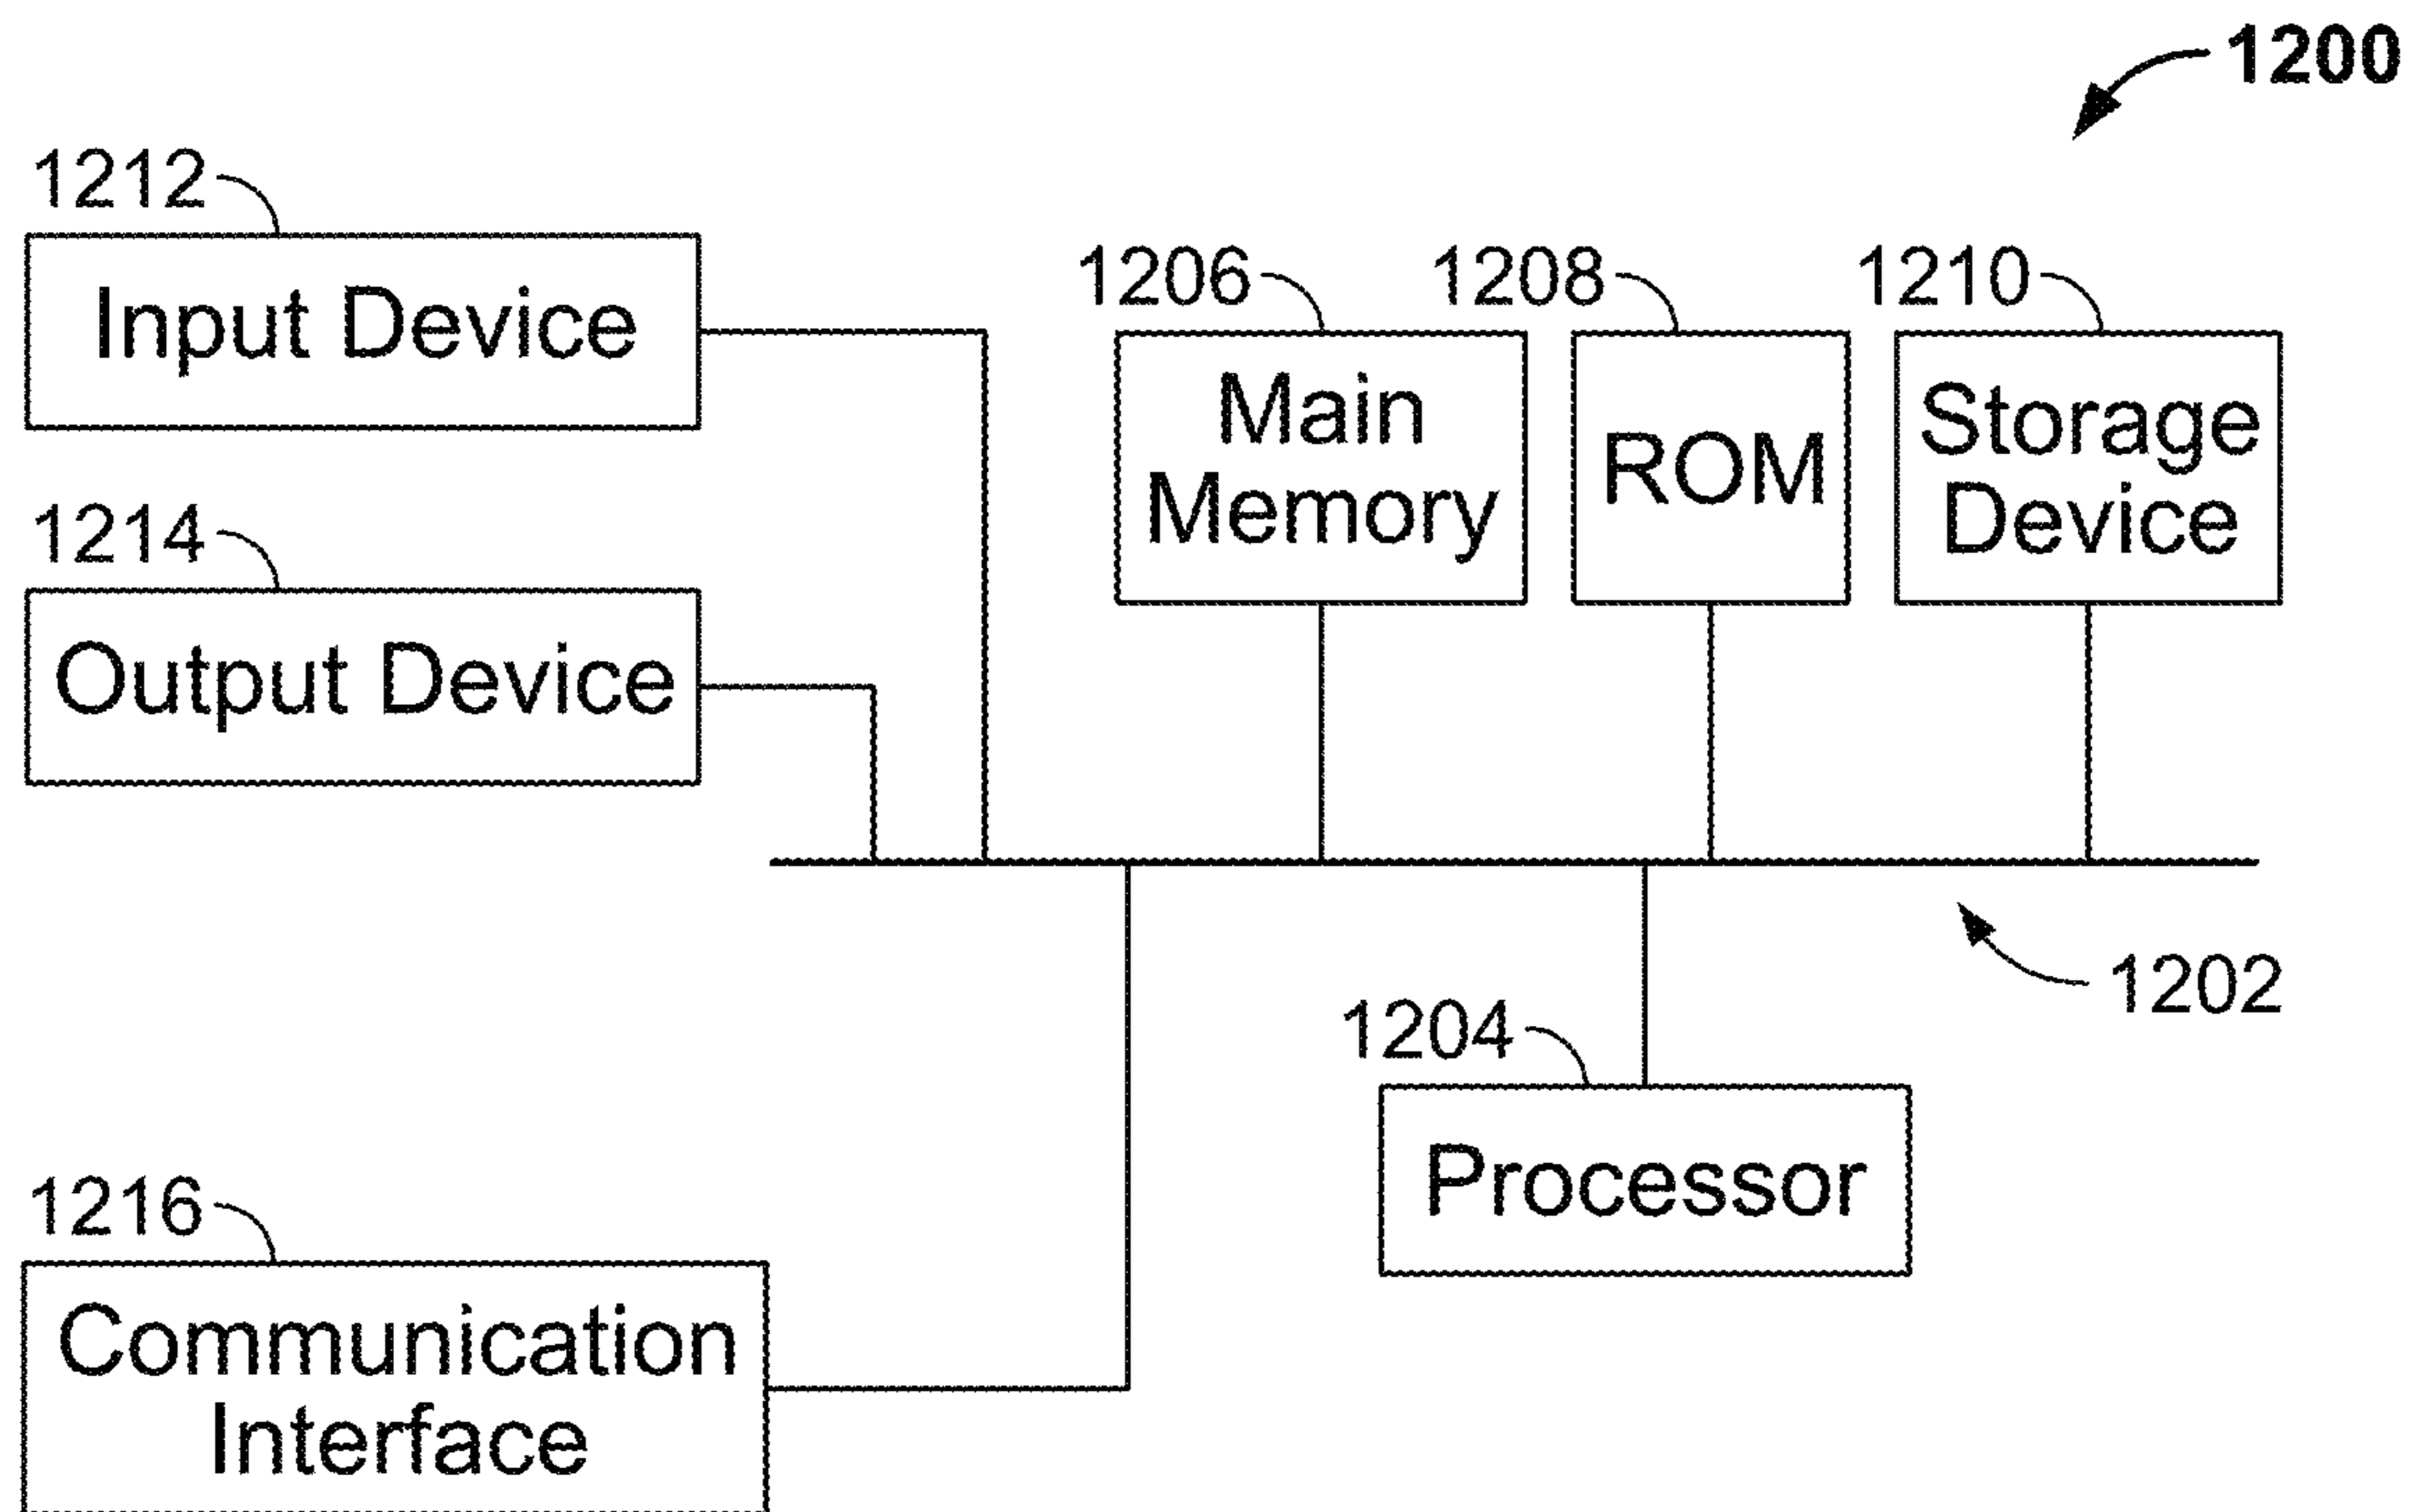 1200
1212
Input Device
1206
1208
1210
Main
Memory
ROM
Storage
Device
1214
Output Device
1202
1204
Processor
1216
Communication
Interface